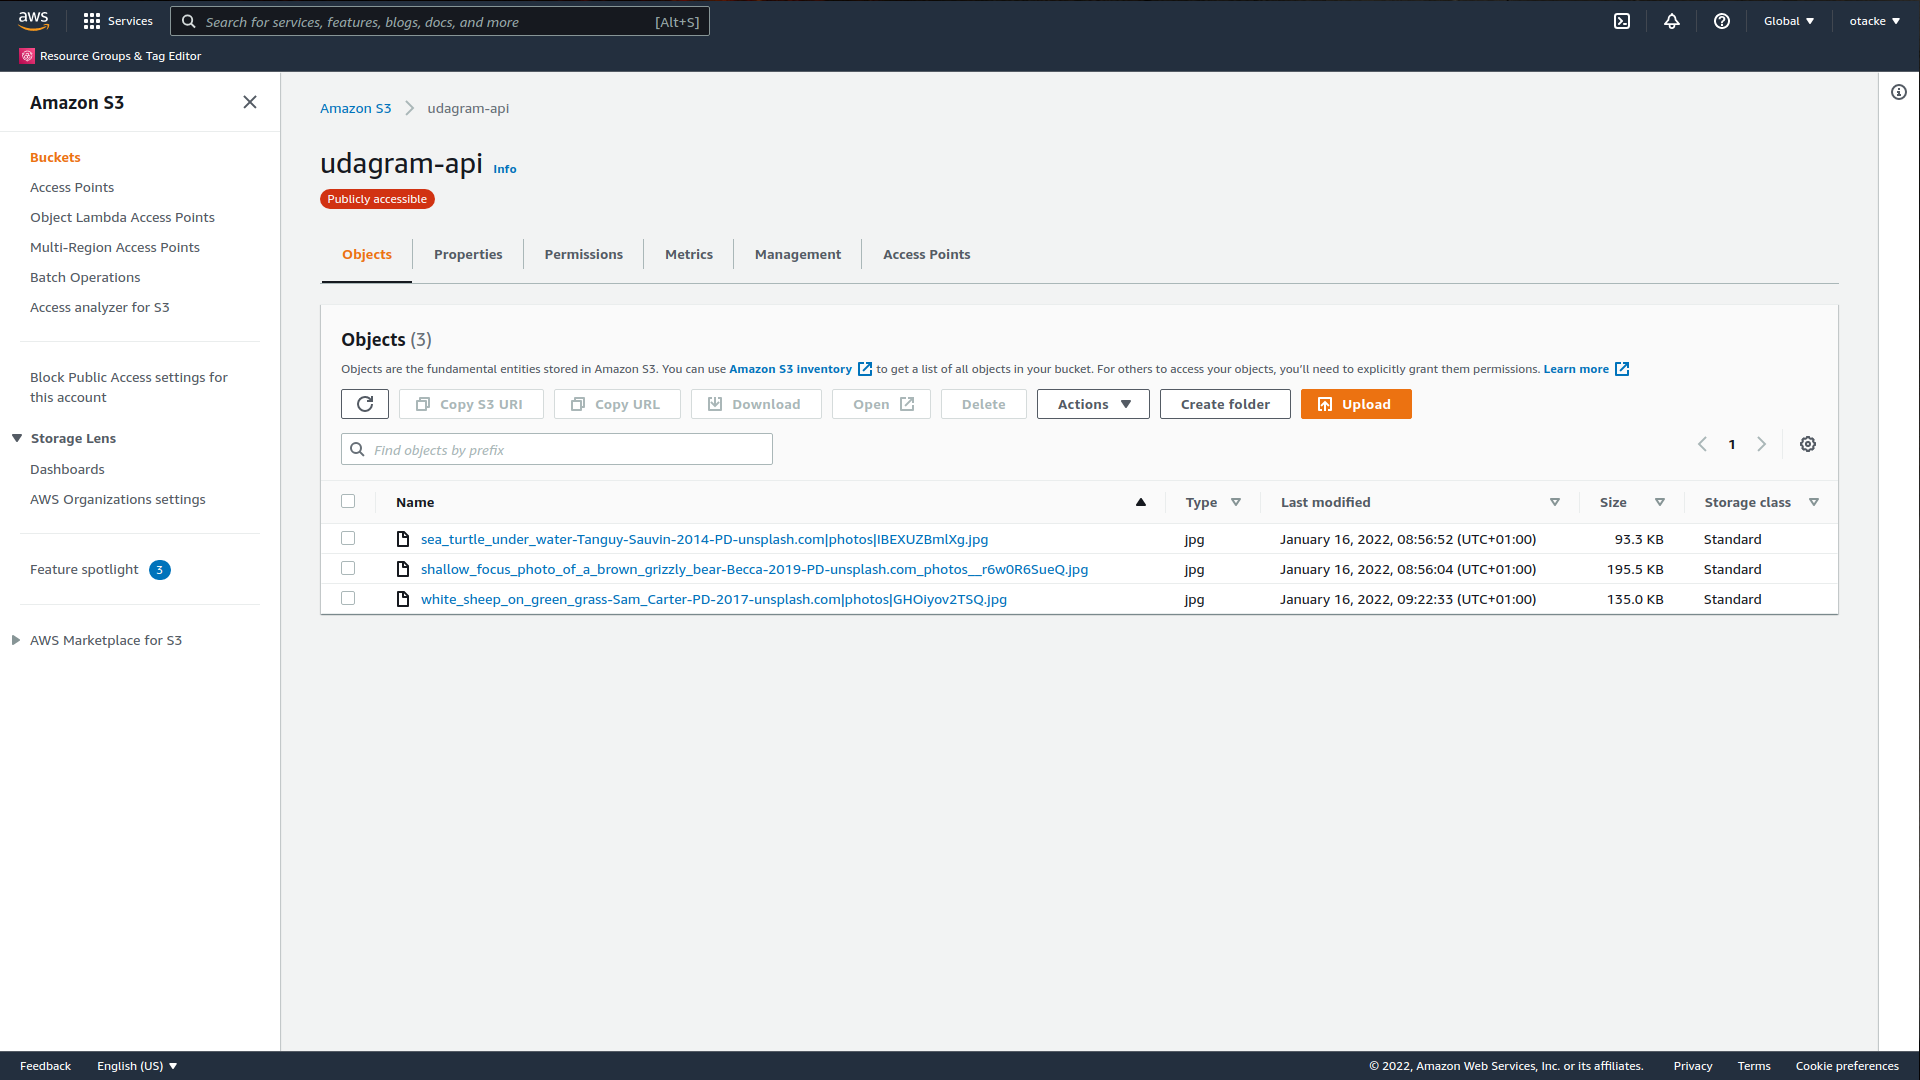 aws Services Search for services, features, blogs, docs, and more [Alt+S] Global otacke
Resource Groups & Tag Editor
Amazon S3
Buckets
Access Points
Object Lambda Access Points
Multi-Region Access Points
Batch Operations
Access analyzer for S3
Block Public Access settings for
this account
Storage Lens
Dashboards
AWS Organizations settings
Feature spotlight 3
AWS Marketplace for S3
Amazon S3 udagram-api
udagram-api Info
Publicly accessible
Objects Properties Permissions Metrics Management Access Points
Objects (3)
Objects are the fundamental entities stored in Amazon S3. You can use Amazon S3 inventory to get a list of all objects in your bucket. For others to access your objects, you'll need to explicitly grant them permissions. Learn more
Copy S3 URI Copy URL Download Open Delete Actions Create folder Upload
Find objects by prefix 1
Name Type Last modified Size Storage class
sea_turtle_under_water-Tanguy-Sauvin-2014-PD-unsplash.com|photos|IBEXUZBmlXg.jpg jpg January 16, 2022, 08:56:52 (UTC+01:00) 93.3 KB Standard
shallow_focus_photo_of_a_brown_grizzly_bear-Becca-2019-PD-unsplash.com_photos__r6w0R6SueQ.jpg jpg January 16, 2022, 08:56:04 (UTC+01:00) 195.5 KB Standard
white_sheep_on_green_grass-Sam_Carter-PD-2017-unsplash.com|photos|GHOiyov2TSQ.jpg jpg January 16, 2022, 09:22:33 (UTC+01:00) 135.0 KB Standard
Feedback English (US) © 2022, Amazon Web Services, Inc. or its affiliates. Privacy Terms Cookie preferences